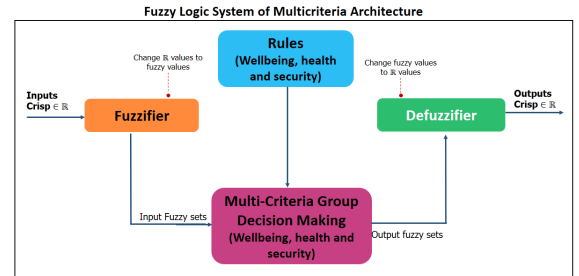 Fuzzy Logic System of Multicriteria Architecture
Change ℝ values to
fuzzy values
Rules
(Wellbeing, health
and security)
Change fuzzy values
to ℝ values
Inputs
Crisp ∈ ℝ
Fuzzifier
Defuzzifier
Outputs
Crisp ∈ ℝ
Input Fuzzy sets
Multi-Criteria Group
Decision Making
(Wellbeing, health and
security)
Output fuzzy sets